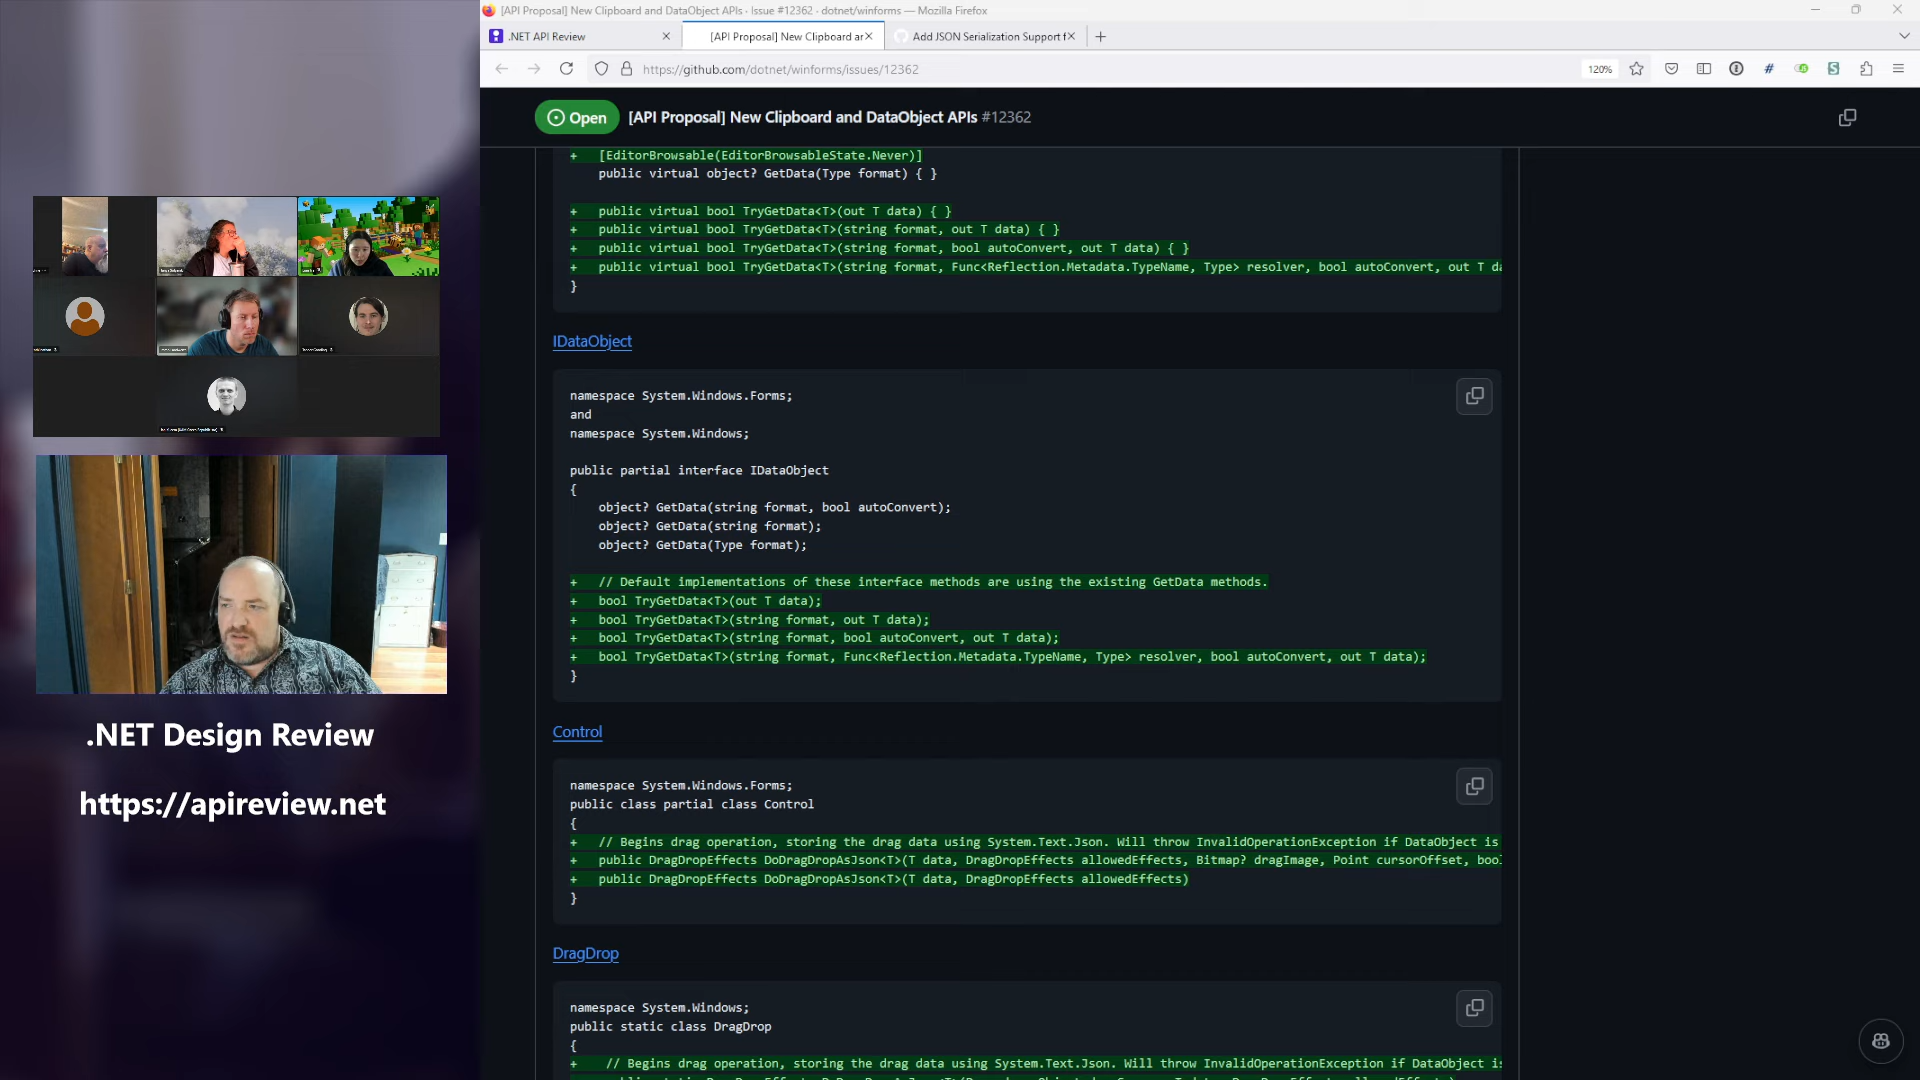 [API Proposal] New Clipboard and DataObject APIs · Issue #12362 · dotnet/winforms — Mozilla Firefox
.NET API Review
[API Proposal] New Clipboard ar
Add JSON Serialization Support f
https://github.com/dotnet/winforms/issues/12362
120%
Open
[API Proposal] New Clipboard and DataObject APIs #12362
+ [EditorBrowsable(EditorBrowsableState.Never)]
public virtual object? GetData(Type format) { }
+ public virtual bool TryGetData<T>(out T data) { }
+ public virtual bool TryGetData<T>(string format, out T data) { }
+ public virtual bool TryGetData<T>(string format, bool autoConvert, out T data) { }
+ public virtual bool TryGetData<T>(string format, Func<Reflection.Metadata.TypeName, Type> resolver, bool autoConvert, out T da
}
IDataObject
namespace System.Windows.Forms;
and
namespace System.Windows;
public partial interface IDataObject
{
object? GetData(string format, bool autoConvert);
object? GetData(string format);
object? GetData(Type format);
+ // Default implementations of these interface methods are using the existing GetData methods.
+ bool TryGetData<T>(out T data);
+ bool TryGetData<T>(string format, out T data);
+ bool TryGetData<T>(string format, bool autoConvert, out T data);
+ bool TryGetData<T>(string format, Func<Reflection.Metadata.TypeName, Type> resolver, bool autoConvert, out T data);
}
Control
namespace System.Windows.Forms;
public class partial class Control
{
+ // Begins drag operation, storing the drag data using System.Text.Json. Will throw InvalidOperationException if DataObject is
+ public DragDropEffects DoDragDropAsJson<T>(T data, DragDropEffects allowedEffects, Bitmap? dragImage, Point cursorOffset, bool
+ public DragDropEffects DoDragDropAsJson<T>(T data, DragDropEffects allowedEffects)
}
DragDrop
namespace System.Windows;
public static class DragDrop
{
+ // Begins drag operation, storing the drag data using System.Text.Json. Will throw InvalidOperationException if DataObject is
.NET Design Review
https://apireview.net